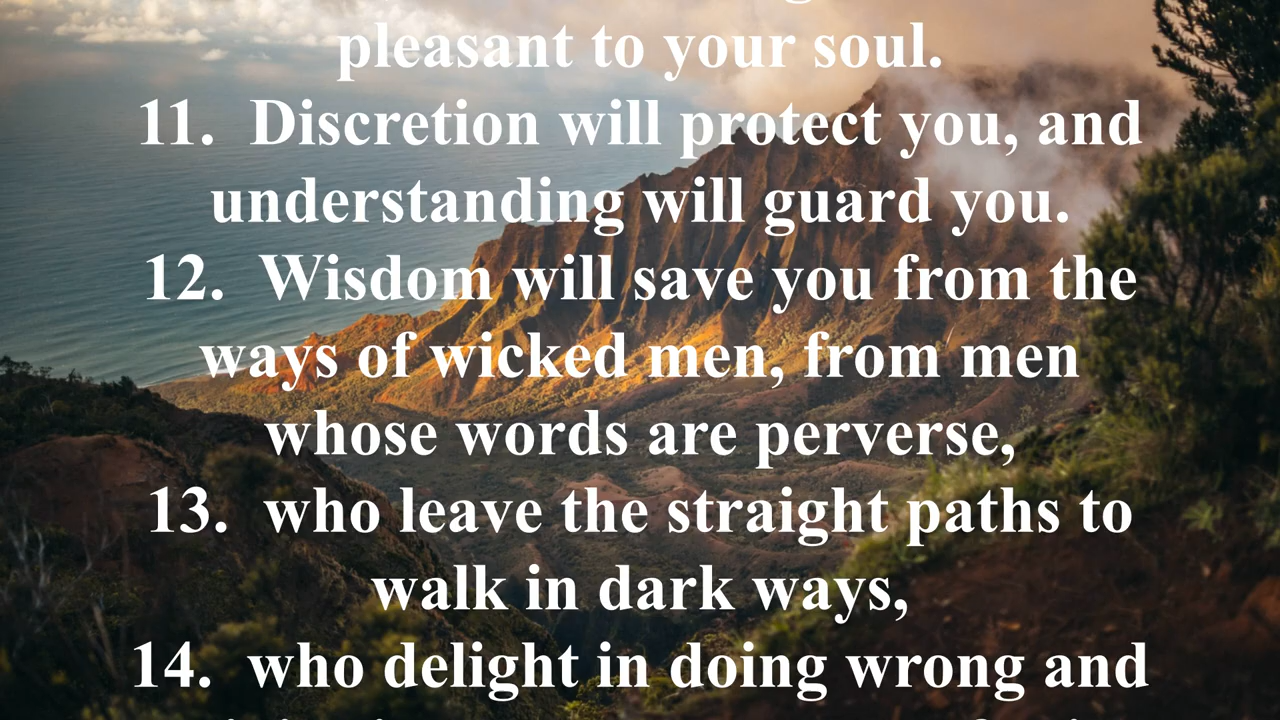 pleasant to your soul.
11. Discretion will protect you, and
understanding will guard you.
12. Wisdom will save you from the
ways of wicked men, from men
whose words are perverse,
13. who leave the straight paths to
walk in dark ways,
14. who delight in doing wrong and